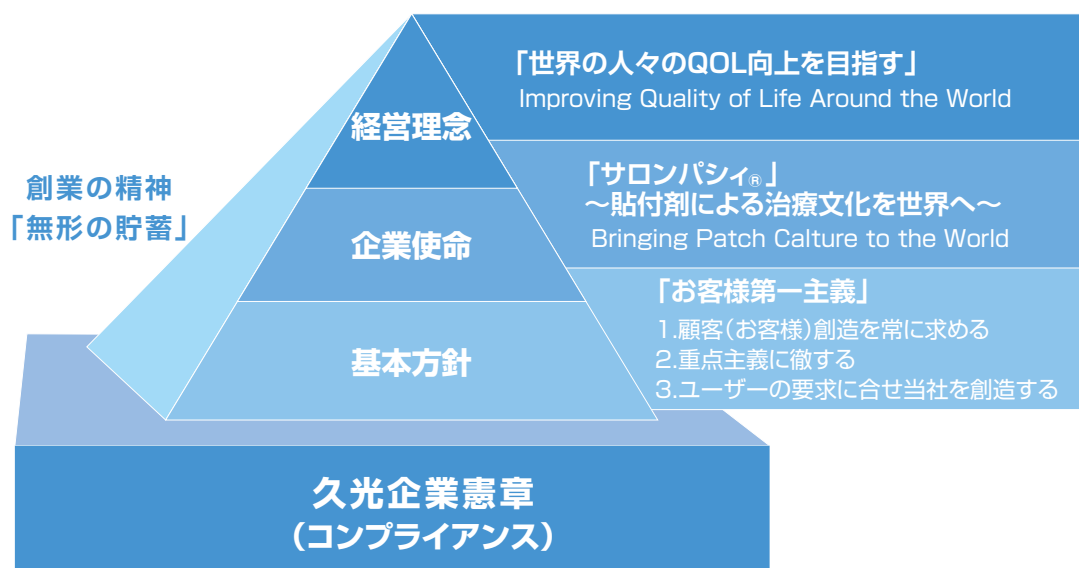 創業の精神
「無形の貯蓄」
経営理念
「世界の人々のQOL向上を目指す」
Improving Quality of Life Around the World
企業使命
「サロンパシィ®」
〜貼付剤による治療文化を世界へ〜
Bringing Patch Calture to the World
基本方針
「お客様第一主義」
1.顧客(お客様)創造を常に求める
2.重点主義に徹する
3.ユーザーの要求に合せ当社を創造する
久光企業憲章
(コンプライアンス)